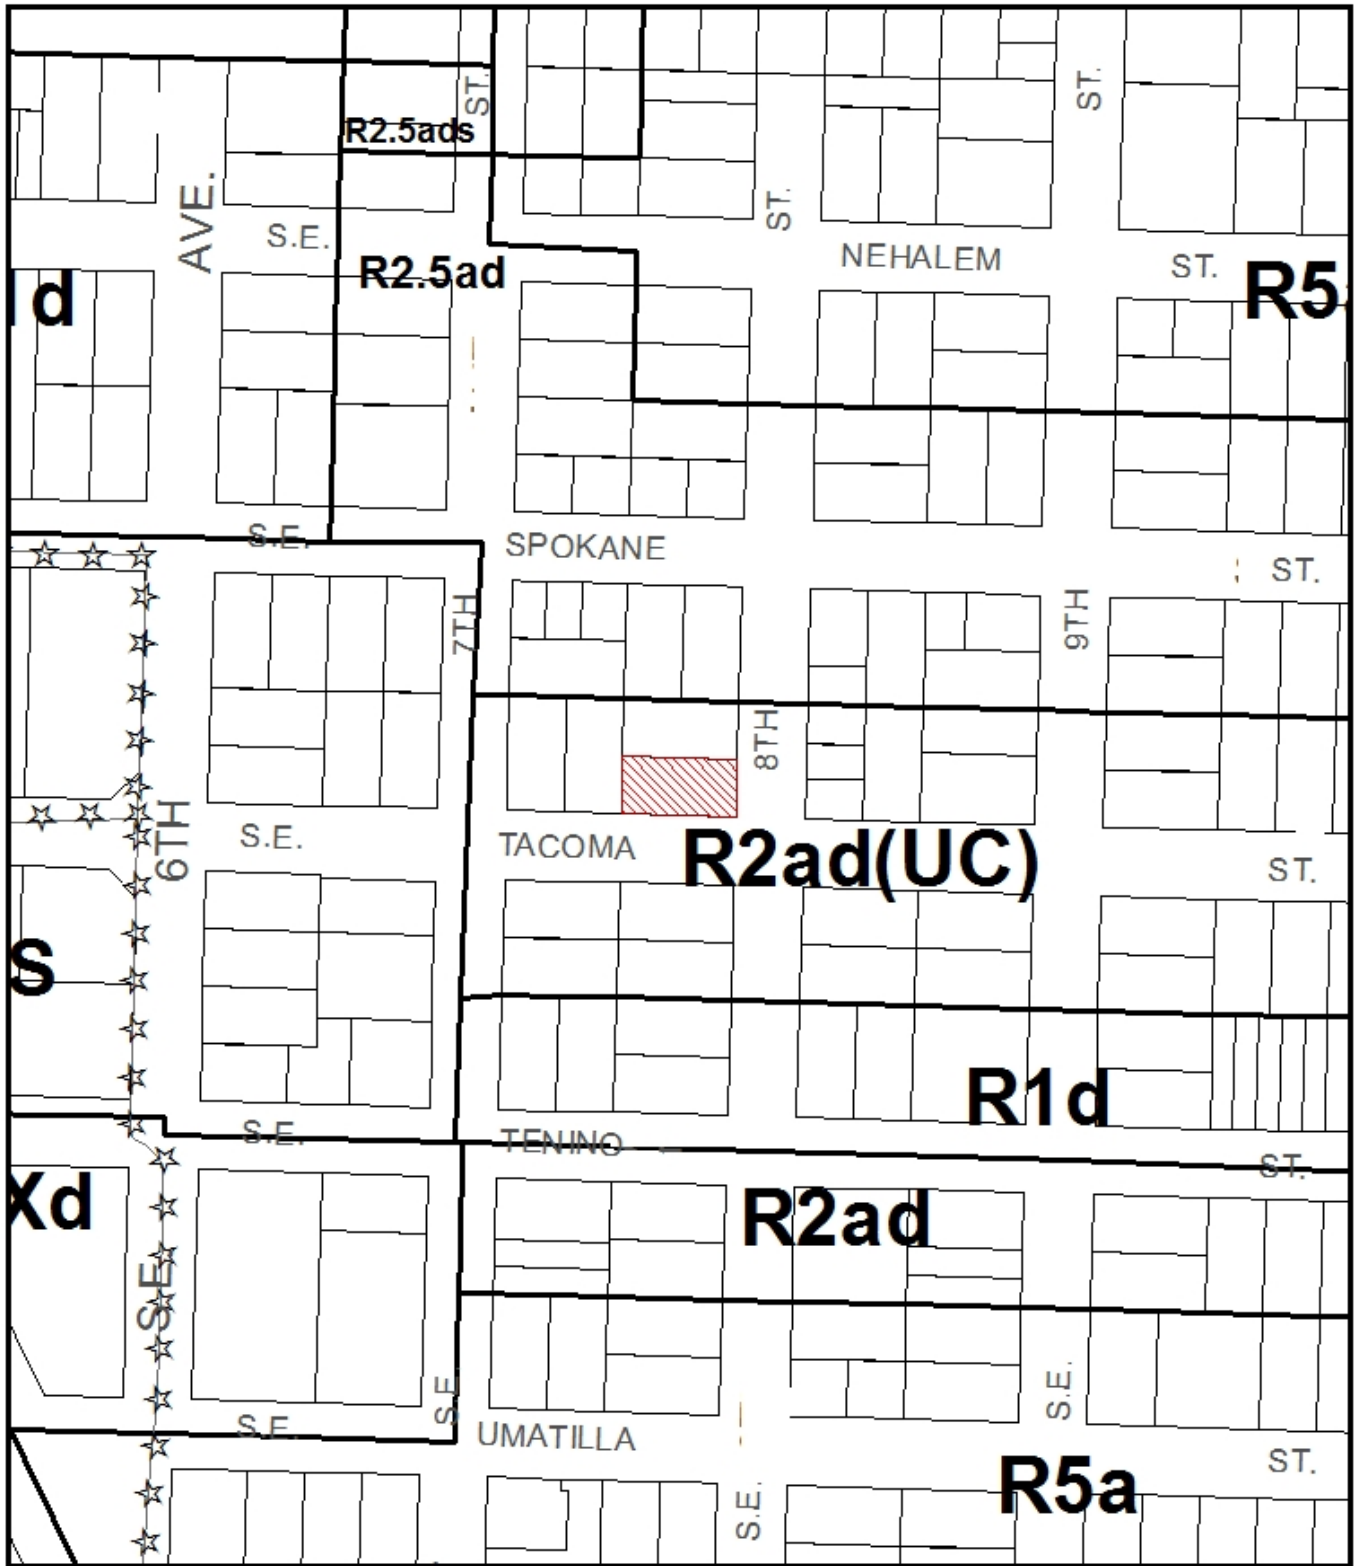 ST.
ST.
R2.5ads
AVE.
ST.
S.E.
NEHALEM
ST.
R2.5ad
R5
d
S.E.
SPOKANE
ST.
7TH
9TH
8TH
6TH
S.E.
TACOMA
R2ad(UC)
ST.
S
R1d
S.E.
TENINO
ST.
Xd
R2ad
S.E.
S.E.
S.E.
S.E.
UMATILLA
ST.
R5a
S.E.